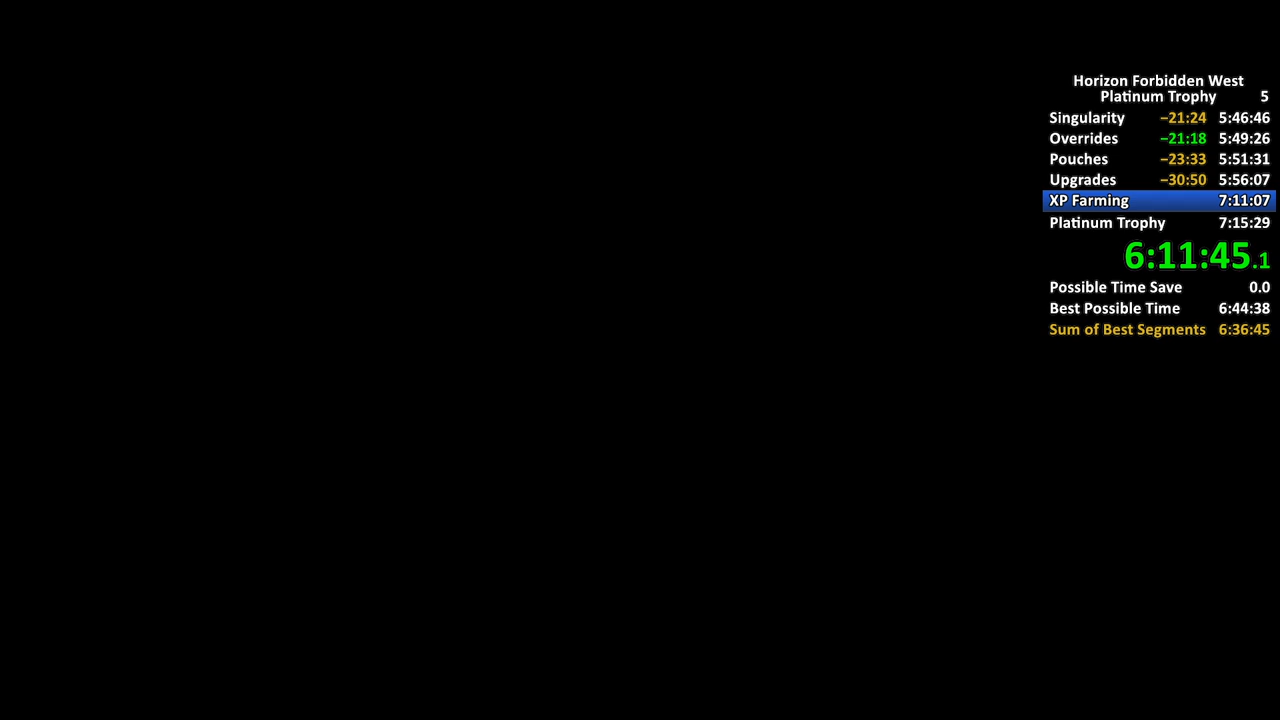 Horizon Forbidden West
Platinum Trophy 5
Singularity −21:24 5:46:46
Overrides −21:18 5:49:26
Pouches −23:33 5:51:31
Upgrades −30:50 5:56:07
XP Farming 7:11:07
Platinum Trophy 7:15:29
6:11:45.1
Possible Time Save 0.0
Best Possible Time 6:44:38
Sum of Best Segments 6:36:45